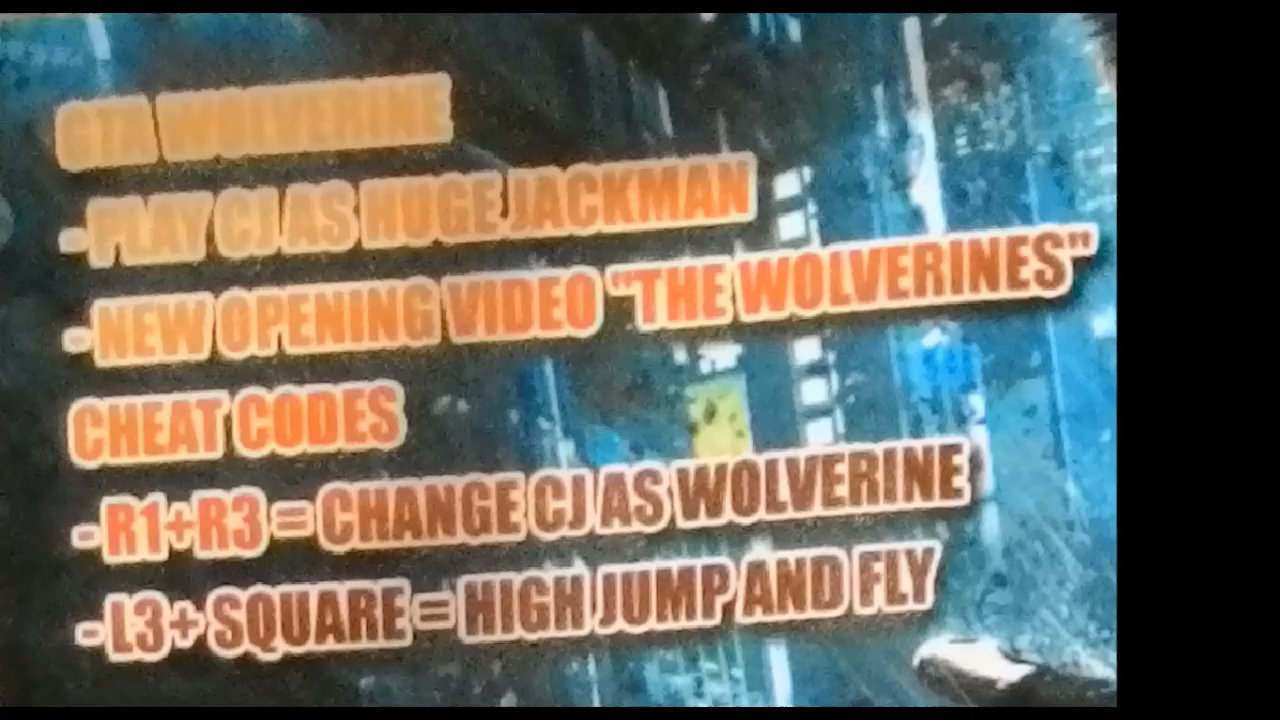 GTA WOLVERINE
- PLAY CJ AS HUGE JACKMAN
- NEW OPENING VIDEO "THE WOLVERINES"
CHEAT CODES
- R1+R3 = CHANGE CJ AS WOLVERINE
- L3+ SQUARE = HIGH JUMP AND FLY